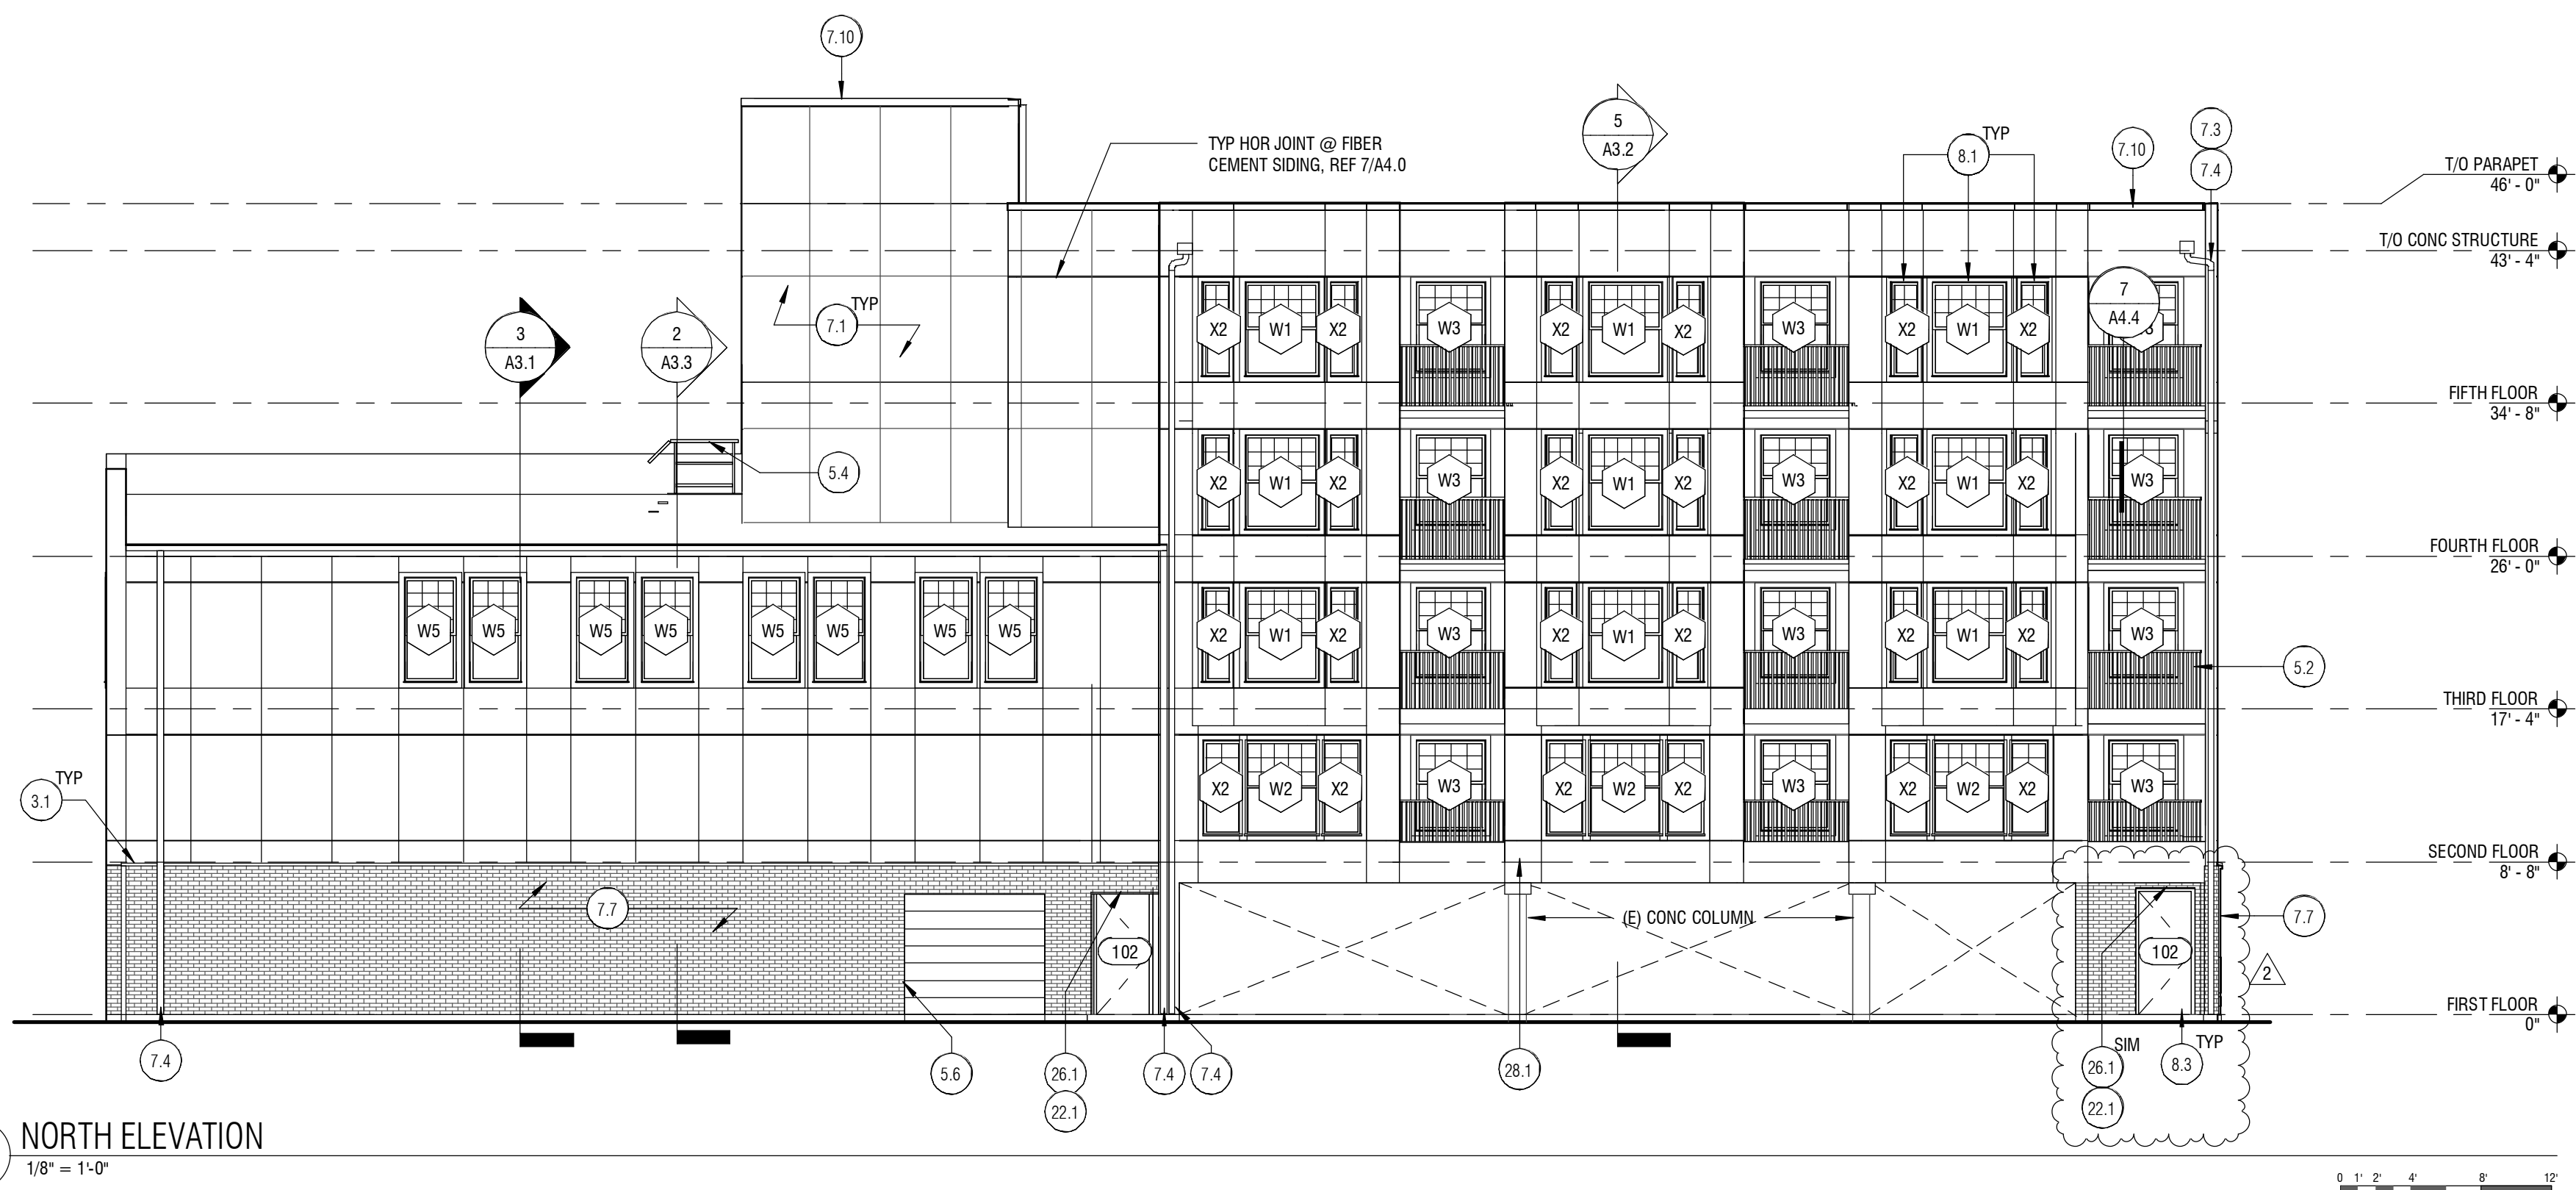 7.10
TYP HOR JOINT @ FIBER
CEMENT SIDING, REF 7/A4.0
5
A3.2
TYP
8.1
7.10
7.3
7.4
T/O PARAPET
46' - 0"
T/O CONC STRUCTURE
43' - 4"
3
A3.1
2
A3.3
TYP
7.1
7
A4.4
X2 W1 X2 W3 X2 W1 X2 W3 X2 W1 X2
FIFTH FLOOR
34' - 8"
5.4
X2 W1 X2 W3 X2 W1 X2 W3 X2 W1 X2 W3
FOURTH FLOOR
26' - 0"
W5 W5 W5 W5 W5 W5 W5 W5 X2 W1 X2 W3 X2 W1 X2 W3 X2 W1 X2 W3
5.2
THIRD FLOOR
17' - 4"
TYP
3.1
X2 W2 X2 W3 X2 W2 X2 W3 X2 W2 X2 W3
SECOND FLOOR
8' - 8"
7.7
(E) CONC COLUMN
7.7
102
102
2
FIRST FLOOR
0"
7.4
5.6
26.1
22.1
7.4
7.4
28.1
SIM
26.1
22.1
TYP
8.3
NORTH ELEVATION
1/8" = 1'-0"
0 1' 2' 4' 8' 12'